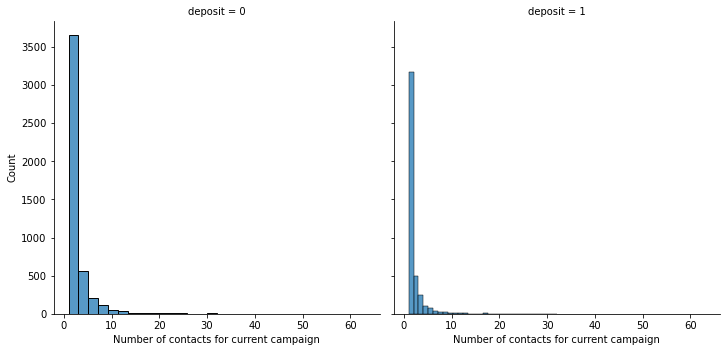 deposit = 0
deposit = 1
3500
3000
2500
2000
1500
1000
500
0
Count
0 10 20 30 40 50 60
0 10 20 30 40 50 60
Number of contacts for current campaign
Number of contacts for current campaign